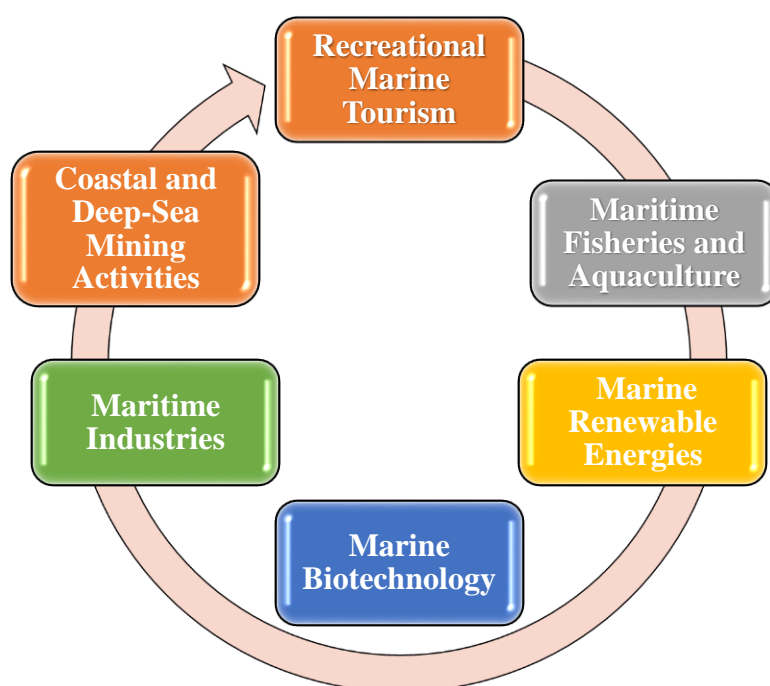 Recreational
Marine
Tourism
Maritime
Fisheries and
Aquaculture
Marine
Renewable
Energies
Marine
Biotechnology
Maritime
Industries
Coastal and
Deep-Sea
Mining
Activities